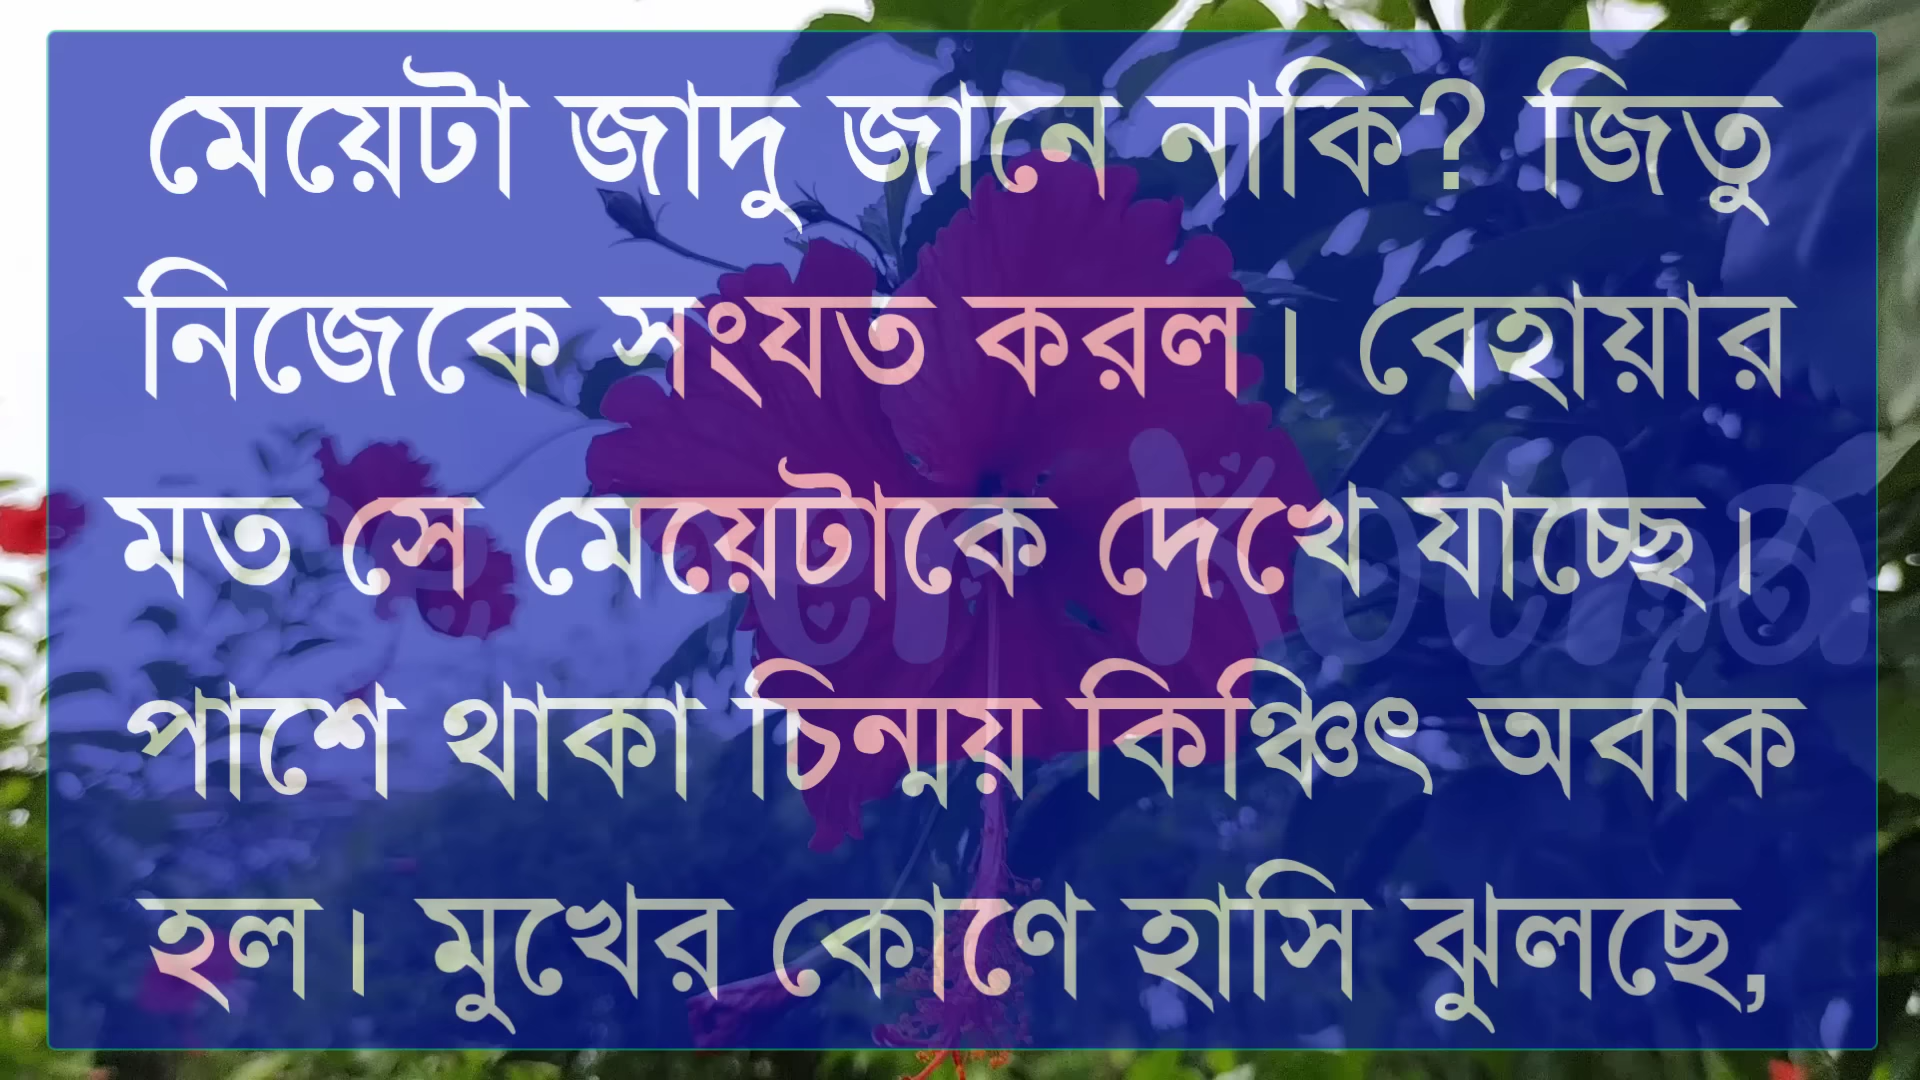 মেয়েটা জাদু জানে নাকি? জিতু
নিজেকে সংযত করল। বেহায়ার
মত সে মেয়েটাকে দেখে যাচ্ছে।
পাশে থাকা চিন্ময় কিঞ্চিৎ অবাক
হল। মুখের কোণে হাসি ঝুলছে,